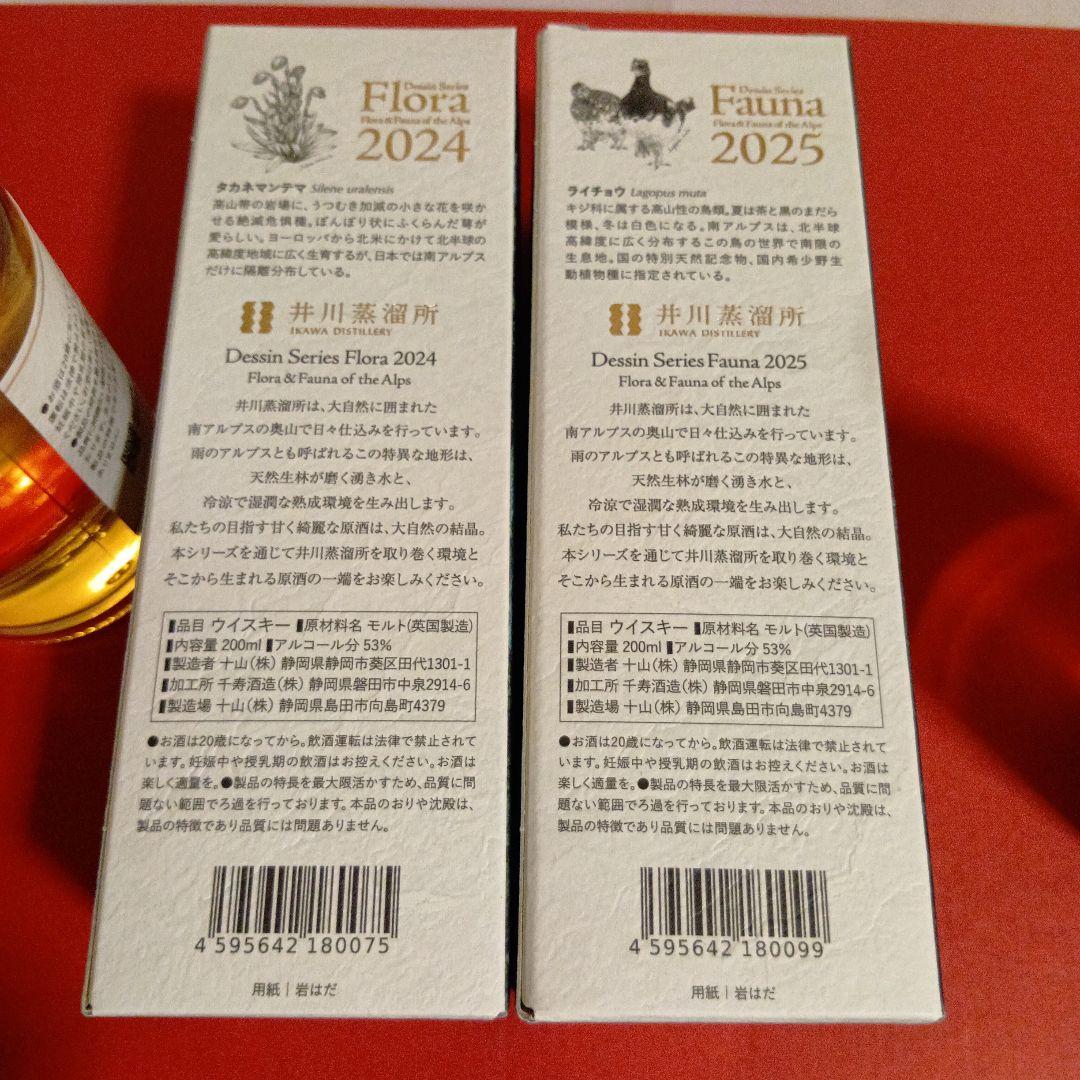 Dessin Series
Flora
Flora & Fauna of the Alps
2024
タカネマンテマ Silene uralensis
高山帯の岩場に、うつむき加減の小さな花を咲か
せる絶滅危惧種。ぼんぼり状にふくらんだ萼が
愛らしい。ヨーロッパから北米にかけて北半球の
高緯度地域に広く生育するが、日本では南アルプス
だけに隔離分布している。
井川蒸溜所
IKAWA DISTILLERY
Dessin Series Flora 2024
Flora & Fauna of the Alps
井川蒸溜所は、大自然に囲まれた
南アルプスの奥山で日々仕込みを行っています。
雨のアルプスとも呼ばれるこの特異な地形は、
天然生林が磨く湧き水と、
冷涼で湿潤な熟成環境を生み出します。
私たちの目指す甘く綺麗な原酒は、大自然の結晶。
本シリーズを通じて井川蒸溜所を取り巻く環境と
そこから生まれる原酒の一端をお楽しみください。
▮品目 ウイスキー ▮原材料名 モルト(英国製造)
▮内容量 200ml ▮アルコール分 53%
▮製造者 十山(株) 静岡県静岡市葵区田代1301-1
▮加工所 千寿酒造(株) 静岡県磐田市中泉2914-6
▮製造場 十山(株) 静岡県島田市向島町4379
●お酒は20歳になってから。飲酒運転は法律で禁止されて
います。妊娠中や授乳期の飲酒はお控えください。お酒は
楽しく適量を。●製品の特長を最大限活かすため、品質に問
題ない範囲でろ過を行っております。本品のおりや沈殿は、
製品の特徴であり品質には問題ありません。
4 595642 180075
用紙｜岩はだ
Dessin Series
Fauna
Flora & Fauna of the Alps
2025
ライチョウ Lagopus muta
キジ科に属する高山性の鳥類。夏は茶と黒のまだら
模様、冬は白色になる。南アルプスは、北半球
高緯度に広く分布するこの鳥の世界で南限の
生息地。国の特別天然記念物、国内希少野生
動植物種に指定されている。
井川蒸溜所
IKAWA DISTILLERY
Dessin Series Fauna 2025
Flora & Fauna of the Alps
井川蒸溜所は、大自然に囲まれた
南アルプスの奥山で日々仕込みを行っています。
雨のアルプスとも呼ばれるこの特異な地形は、
天然生林が磨く湧き水と、
冷涼で湿潤な熟成環境を生み出します。
私たちの目指す甘く綺麗な原酒は、大自然の結晶。
本シリーズを通じて井川蒸溜所を取り巻く環境と
そこから生まれる原酒の一端をお楽しみください。
▮品目 ウイスキー ▮原材料名 モルト(英国製造)
▮内容量 200ml ▮アルコール分 53%
▮製造者 十山(株) 静岡県静岡市葵区田代1301-1
▮加工所 千寿酒造(株) 静岡県磐田市中泉2914-6
▮製造場 十山(株) 静岡県島田市向島町4379
●お酒は20歳になってから。飲酒運転は法律で禁止されて
います。妊娠中や授乳期の飲酒はお控えください。お酒は
楽しく適量を。●製品の特長を最大限活かすため、品質に問
題ない範囲でろ過を行っております。本品のおりや沈殿は、
製品の特徴であり品質には問題ありません。
4 595642 180099
用紙｜岩はだ